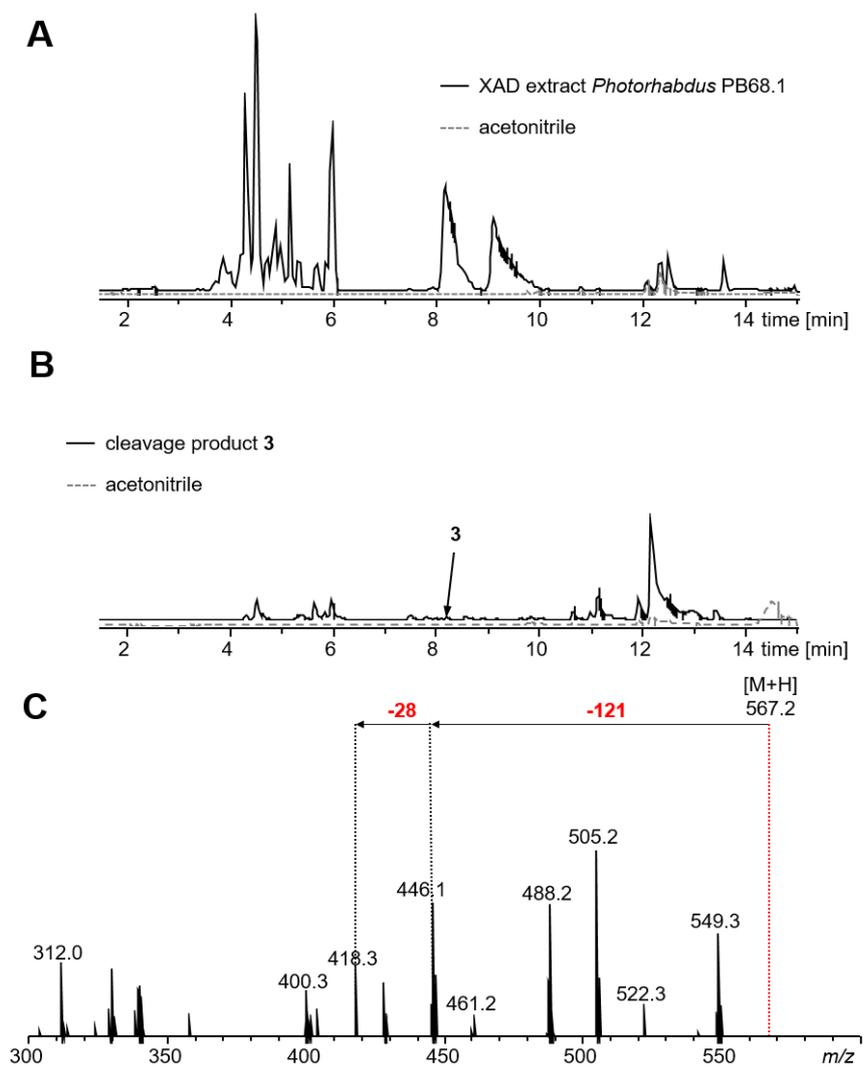 A
XAD extract Photorhabdus PB68.1
acetonitrile
2 4 6 8 10 12 14 time [min]
B
cleavage product 3
acetonitrile
3
2 4 6 8 10 12 14 time [min]
C
[M+H]
567.2
-28
-121
505.2
446.1
488.2
549.3
312.0
418.3
400.3
461.2
522.3
300 350 400 450 500 550 m/z